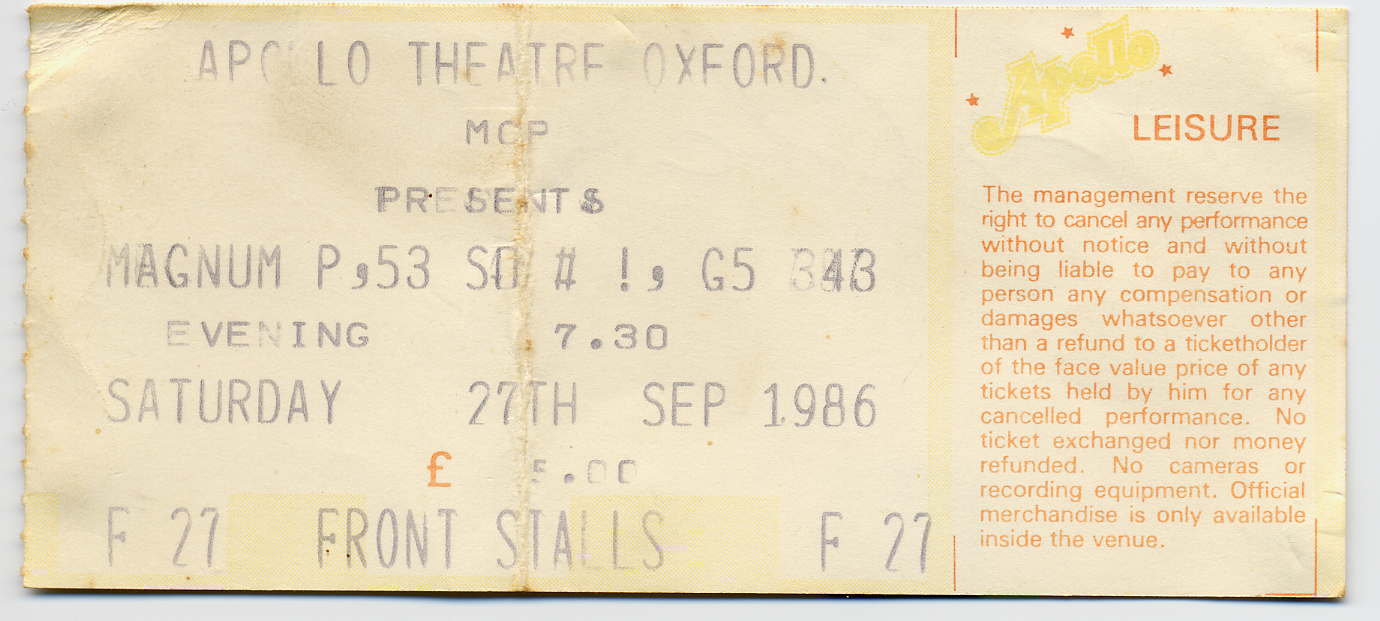 APOLLO THEATRE OXFORD.
MCP
PRESENTS
MAGNUM P,53 SD # !, G5 343
EVENING 7.30
SATURDAY 27TH SEP 1986
£ 5.00
F 27 FRONT STALLS F 27
Apollo
LEISURE
The management reserve the
right to cancel any performance
without notice and without
being liable to pay to any
person any compensation or
damages whatsoever other
than a refund to a ticketholder
of the face value price of any
tickets held by him for any
cancelled performance. No
ticket exchanged nor money
refunded. No cameras or
recording equipment. Official
merchandise is only available
inside the venue.